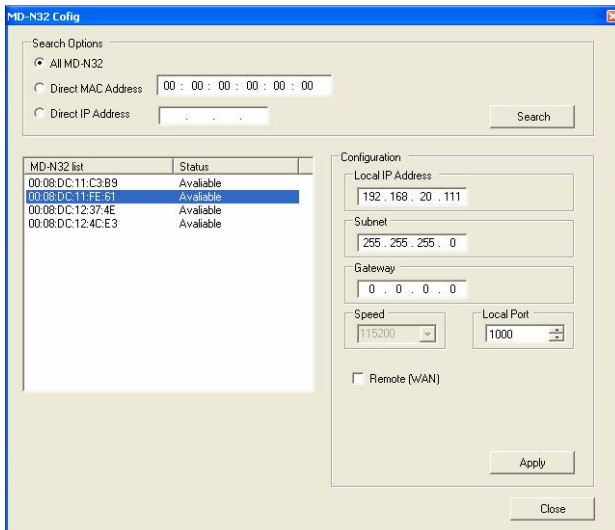 MD-N32 Cofig
Search Options
All MD-N32
Direct MAC Address 00 : 00 : 00 : 00 : 00 : 00
Direct IP Address . . .
Search
MD-N32 list Status
00:08:DC:11:C3:B9 Avaliable
00:08:DC:11:FE:61 Avaliable
00:08:DC:12:37:4E Avaliable
00:08:DC:12:4C:E3 Avaliable
Configuration
Local IP Address
192 . 168 . 20 . 111
Subnet
255 . 255 . 255 . 0
Gateway
0 . 0 . 0 . 0
Speed Local Port
115200 1000
Remote (WAN)
Apply
Close